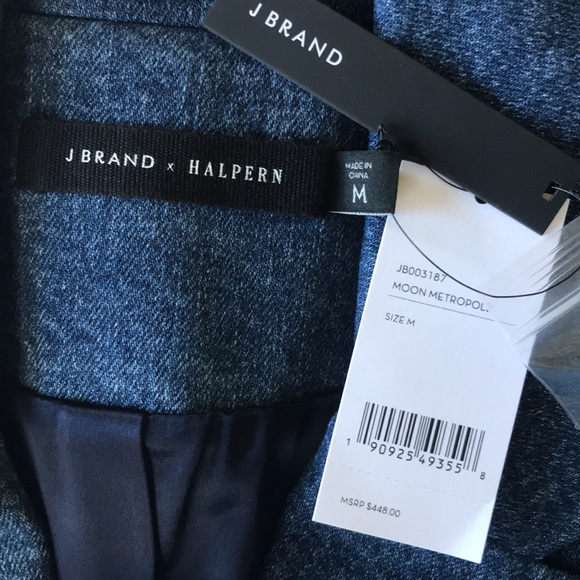 J BRAND
J BRAND x HALPERN
MADE IN
CHINA
M
JB003187
MOON METROPOL
SIZE M
1 90925 49355 8
MSRP $448.00